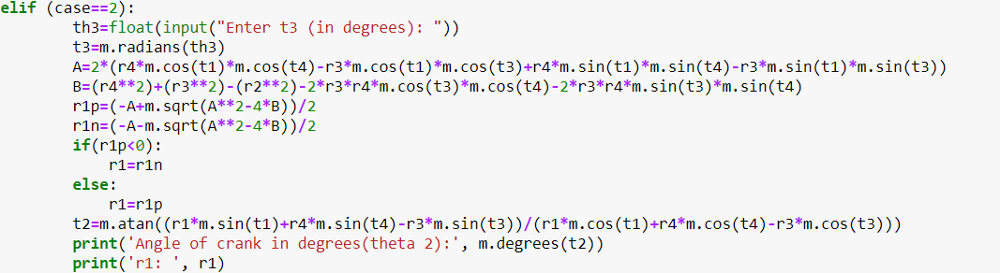 elif (case==2):
th3=float(input("Enter t3 (in degrees): "))
t3=m.radians(th3)
A=2*(r4*m.cos(t1)*m.cos(t4)-r3*m.cos(t1)*m.cos(t3)+r4*m.sin(t1)*m.sin(t4)-r3*m.sin(t1)*m.sin(t3))
B=(r4**2)+(r3**2)-(r2**2)-2*r3*r4*m.cos(t3)*m.cos(t4)-2*r3*r4*m.sin(t3)*m.sin(t4)
r1p=(-A+m.sqrt(A**2-4*B))/2
r1n=(-A-m.sqrt(A**2-4*B))/2
if(r1p<0):
r1=r1n
else:
r1=r1p
t2=m.atan((r1*m.sin(t1)+r4*m.sin(t4)-r3*m.sin(t3))/(r1*m.cos(t1)+r4*m.cos(t4)-r3*m.cos(t3)))
print('Angle of crank in degrees(theta 2):', m.degrees(t2))
print('r1: ', r1)